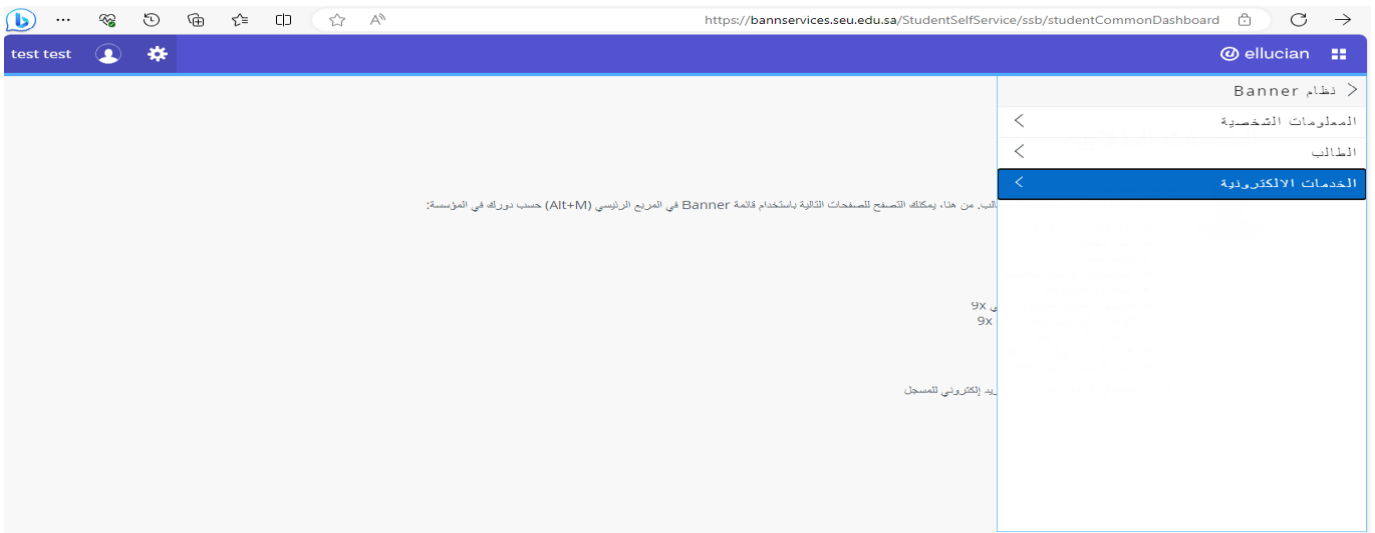 https://bannservices.seu.edu.sa/StudentSelfService/ssb/studentCommonDashboard
test test
ellucian
نظام Banner
المعلومات الشخصية
الطالب
الخدمات الالكترونية
من هنا، يمكنك التصفح للصفحات التالية باستخدام قائمة Banner في المربع الرئيسي (Alt+M) حسب دورك في المؤسسة:
9x
9x
إلكتروني للمسجل